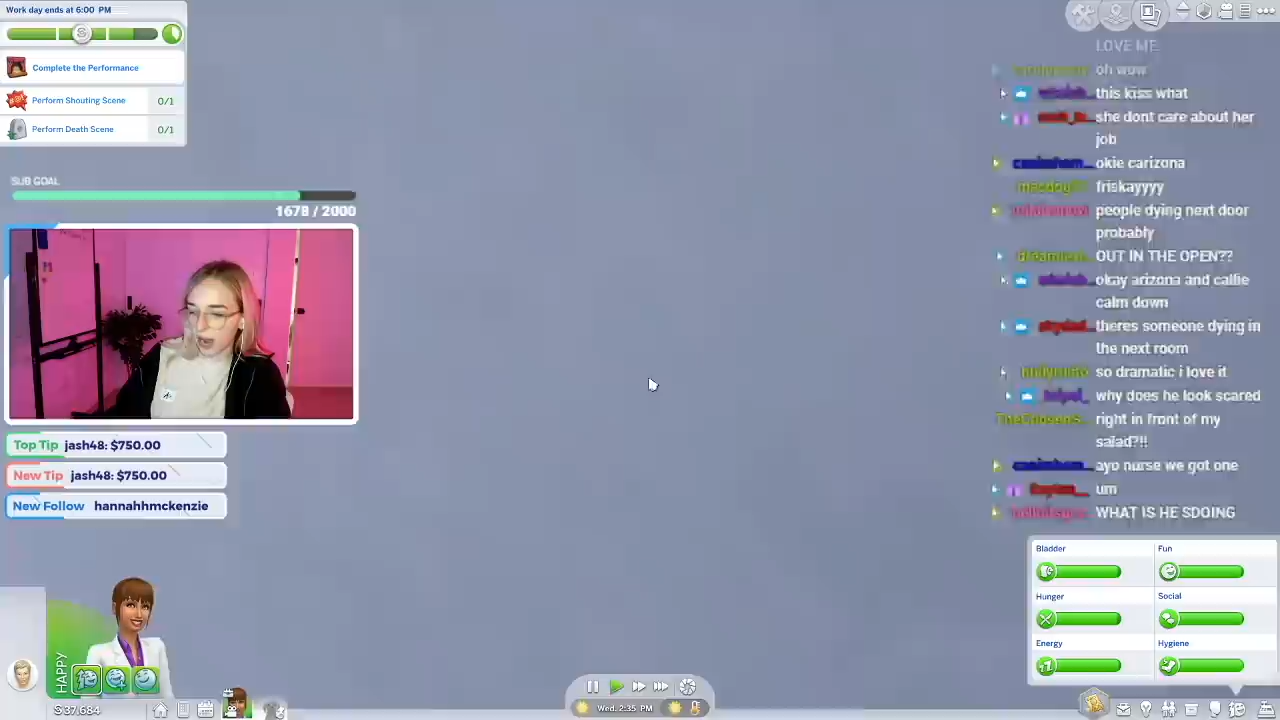 Work day ends at 6:00 PM
Complete the Performance
Perform Shouting Scene 0/1
Perform Death Scene 0/1
SUB GOAL
1678 / 2000
Top Tip jash48: $750.00
New Tip jash48: $750.00
New Follow hannahhmckenzie
HAPPY
$37,684
Wed. 2:35 PM
LOVE ME
oh wow
this kiss what
she dont care about her
job
okie carizona
friskayyyy
people dying next door
probably
OUT IN THE OPEN??
okay arizona and callie
calm down
theres someone dying in
the next room
so dramatic i love it
why does he look scared
right in front of my
salad?!!
ayo nurse we got one
um
WHAT IS HE SDOING
Bladder Fun
Hunger Social
Energy Hygiene